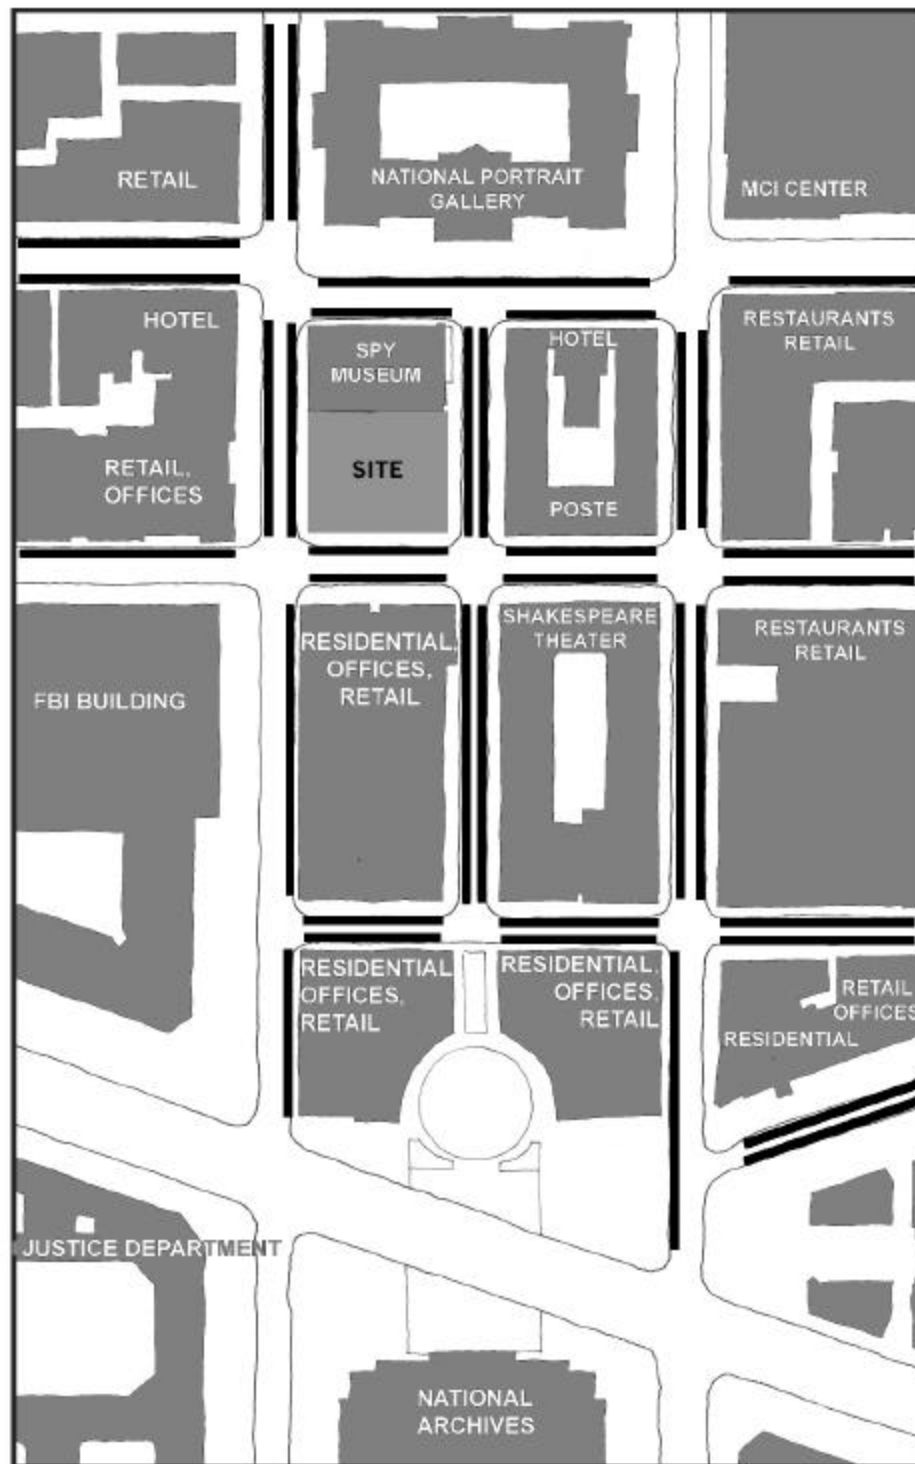 RETAIL
NATIONAL PORTRAIT
GALLERY
MCI CENTER
HOTEL
SPY
MUSEUM
HOTEL
RESTAURANTS
RETAIL
RETAIL,
OFFICES
SITE
POSTE
FBI BUILDING
RESIDENTIAL,
OFFICES,
RETAIL
SHAKESPEARE
THEATER
RESTAURANTS
RETAIL
RESIDENTIAL
OFFICES,
RETAIL
RESIDENTIAL,
OFFICES,
RETAIL
RETAIL
OFFICES
RESIDENTIAL
JUSTICE DEPARTMENT
NATIONAL
ARCHIVES